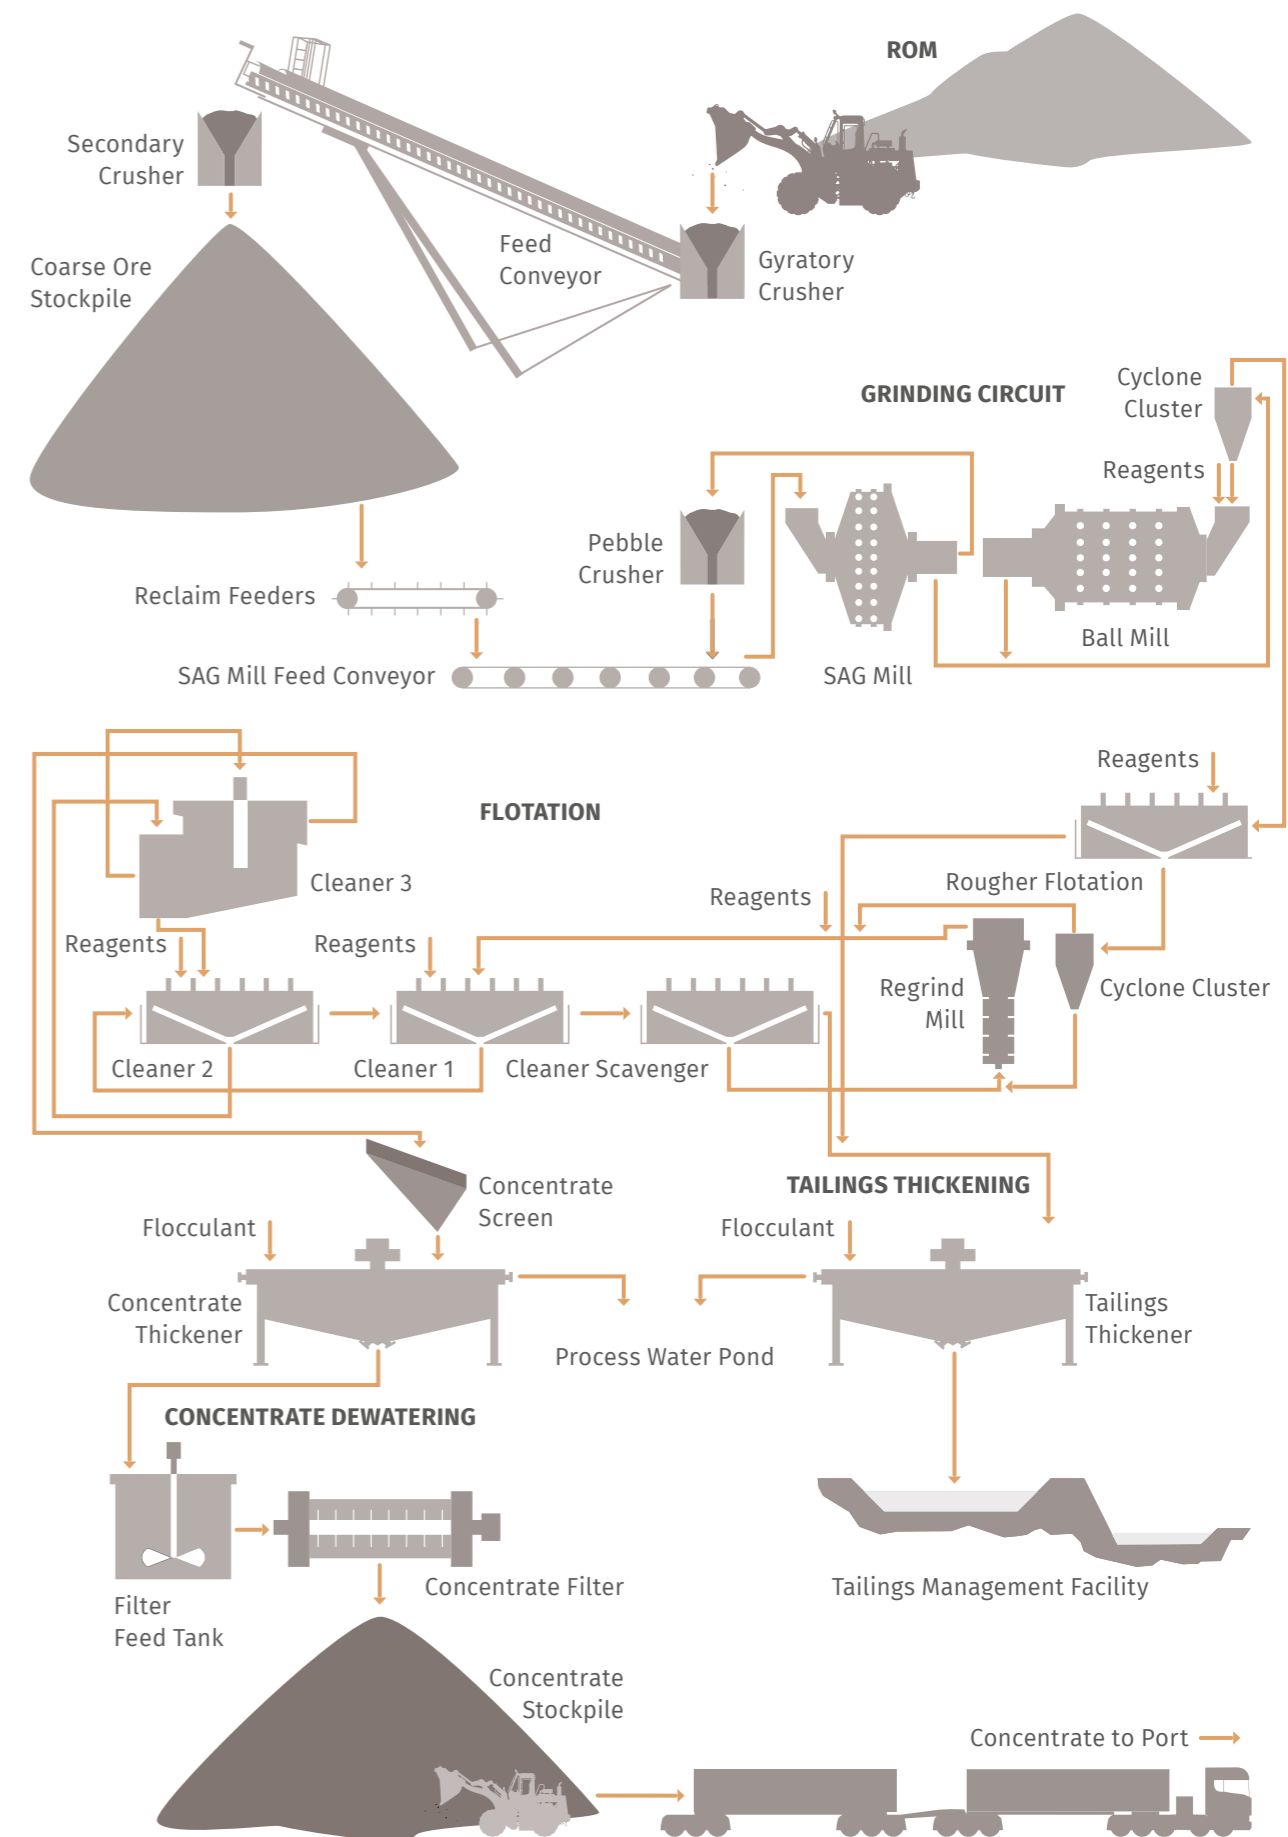 ROM
Secondary
Crusher
Feed
Conveyor
Gyratory
Crusher
Coarse Ore
Stockpile
GRINDING CIRCUIT
Cyclone
Cluster
Reagents
Pebble
Crusher
Reclaim Feeders
Ball Mill
SAG Mill Feed Conveyor
SAG Mill
Reagents
FLOTATION
Cleaner 3
Rougher Flotation
Reagents
Reagents
Reagents
Regrind
Mill
Cyclone Cluster
Cleaner 2
Cleaner 1
Cleaner Scavenger
Concentrate
Screen
TAILINGS THICKENING
Flocculant
Flocculant
Concentrate
Thickener
Tailings
Thickener
Process Water Pond
CONCENTRATE DEWATERING
Concentrate Filter
Tailings Management Facility
Filter
Feed Tank
Concentrate
Stockpile
Concentrate to Port